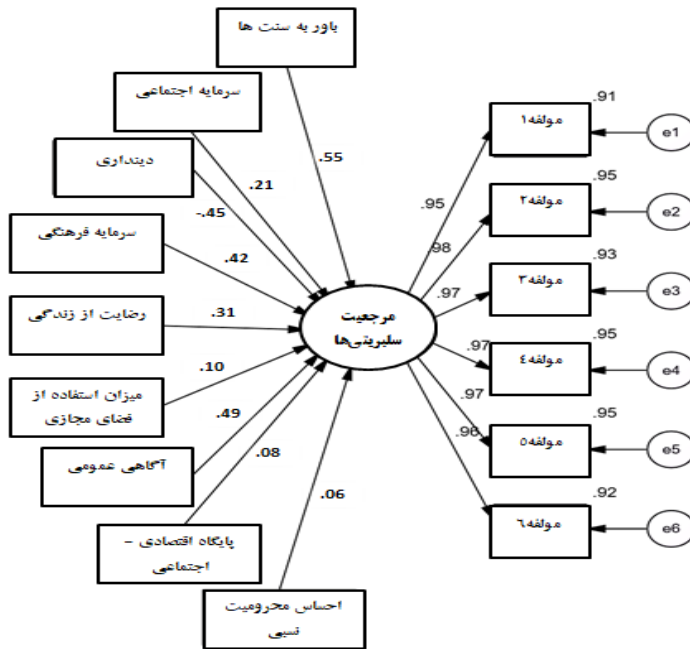 باور به سنت ها
سرمایه اجتماعی
دینداری
سرمایه فرهنگی
رضایت از زندگی
میزان استفاده از
فضای مجازی
آگاهی عمومی
پایگاه اقتصادی –
اجتماعی
احساس محرومیت
نسبی
.55
.21
-.45
.42
.31
.10
.49
.08
.06
مرجعیت
سلبریتی‌ها
.95
.98
.97
.97
.97
.96
.91
مولفه۱
e1
.95
مولفه۲
e2
.93
مولفه۳
e3
.95
مولفه٤
e4
.95
مولفه٥
e5
.92
مولفه٦
e6